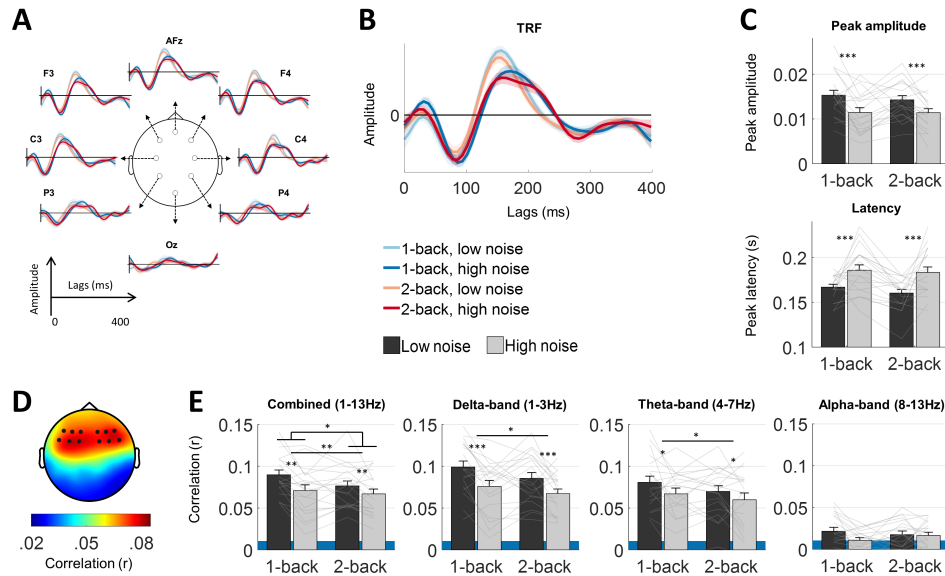 A
AFz
F3
F4
C3
C4
P3
P4
Oz
Amplitude
Lags (ms)
0
400
B
TRF
Amplitude
0
0
100
200
300
400
Lags (ms)
1-back, low noise
1-back, high noise
2-back, low noise
2-back, high noise
Low noise
High noise
C
Peak amplitude
Peak amplitude
0.02
0.01
0
***
***
1-back
2-back
Latency
Peak latency (s)
0.2
0.15
0.1
***
***
1-back
2-back
D
.02
.05
.08
Correlation (r)
E
Combined (1-13Hz)
Correlation (r)
0.15
0.1
0.05
0
*
**
**
**
1-back
2-back
Delta-band (1-3Hz)
0.15
0.1
0.05
0
*
***
***
1-back
2-back
Theta-band (4-7Hz)
0.15
0.1
0.05
0
*
*
*
1-back
2-back
Alpha-band (8-13Hz)
0.15
0.1
0.05
0
1-back
2-back